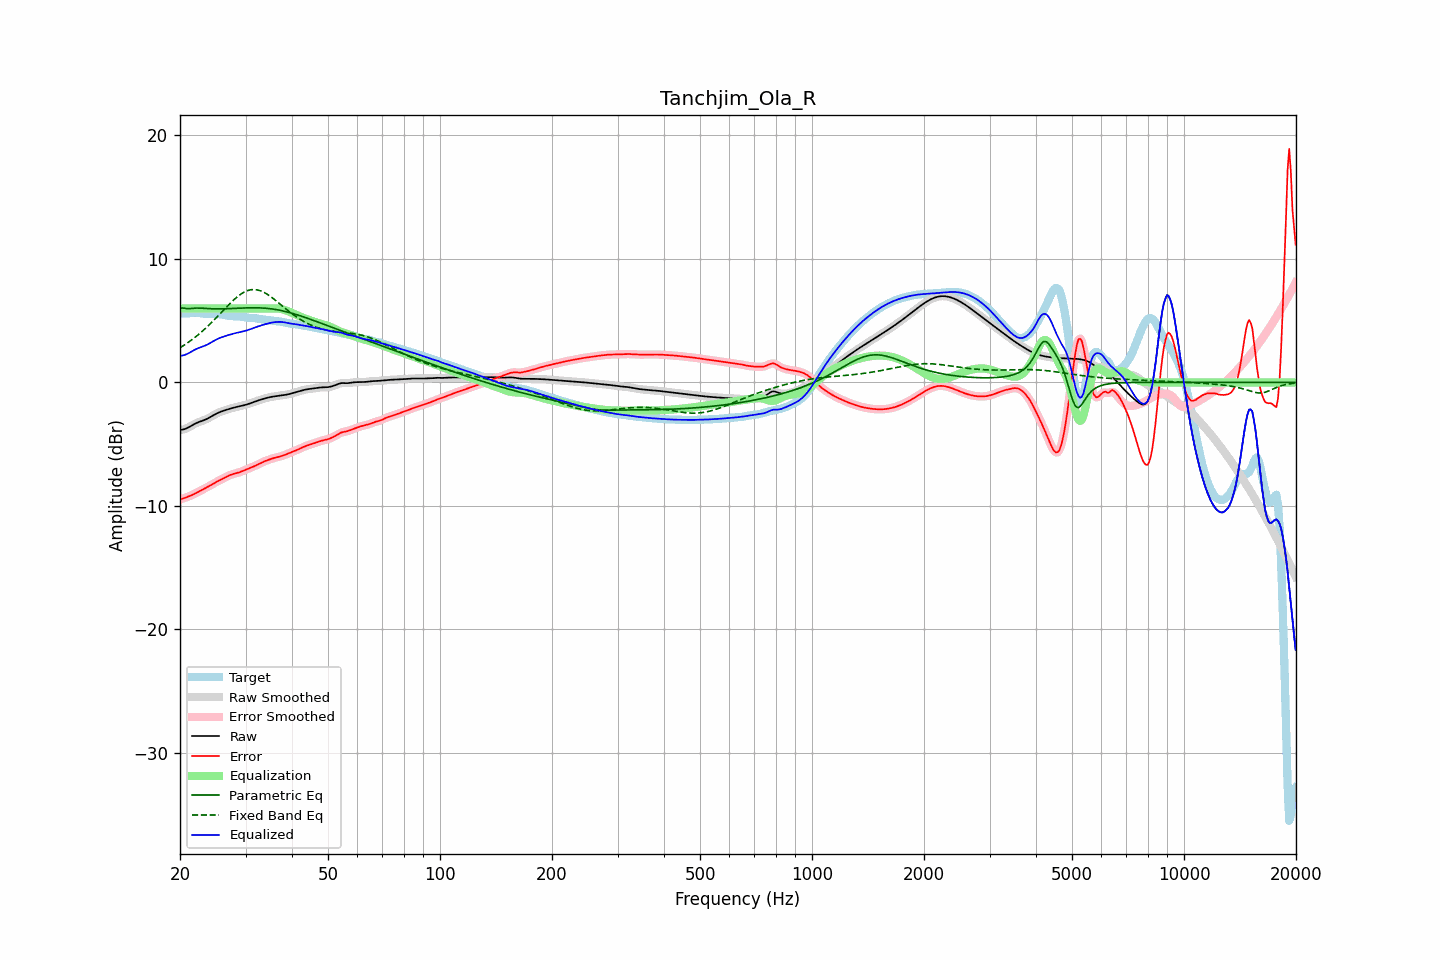 Tanchjim_Ola_R
20
10
0
−10
−20
−30
Amplitude (dBr)
Target
Raw Smoothed
Error Smoothed
Raw
Error
Equalization
Parametric Eq
Fixed Band Eq
Equalized
20 50 100 200 500 1000 2000 5000 10000 20000
Frequency (Hz)